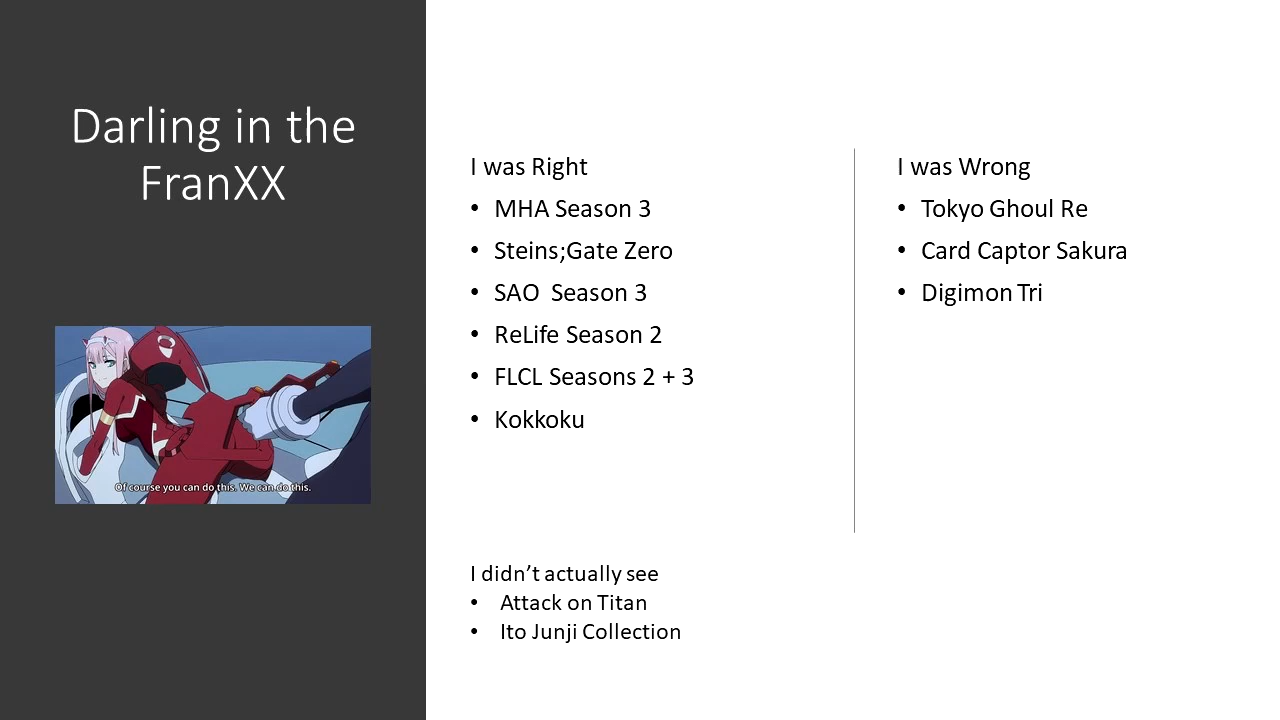 Darling in the
FranXX
Of course you can do this. We can do this.
I was Right
• MHA Season 3
• Steins;Gate Zero
• SAO  Season 3
• ReLife Season 2
• FLCL Seasons 2 + 3
• Kokkoku
I was Wrong
• Tokyo Ghoul Re
• Card Captor Sakura
• Digimon Tri
I didn’t actually see
• Attack on Titan
• Ito Junji Collection